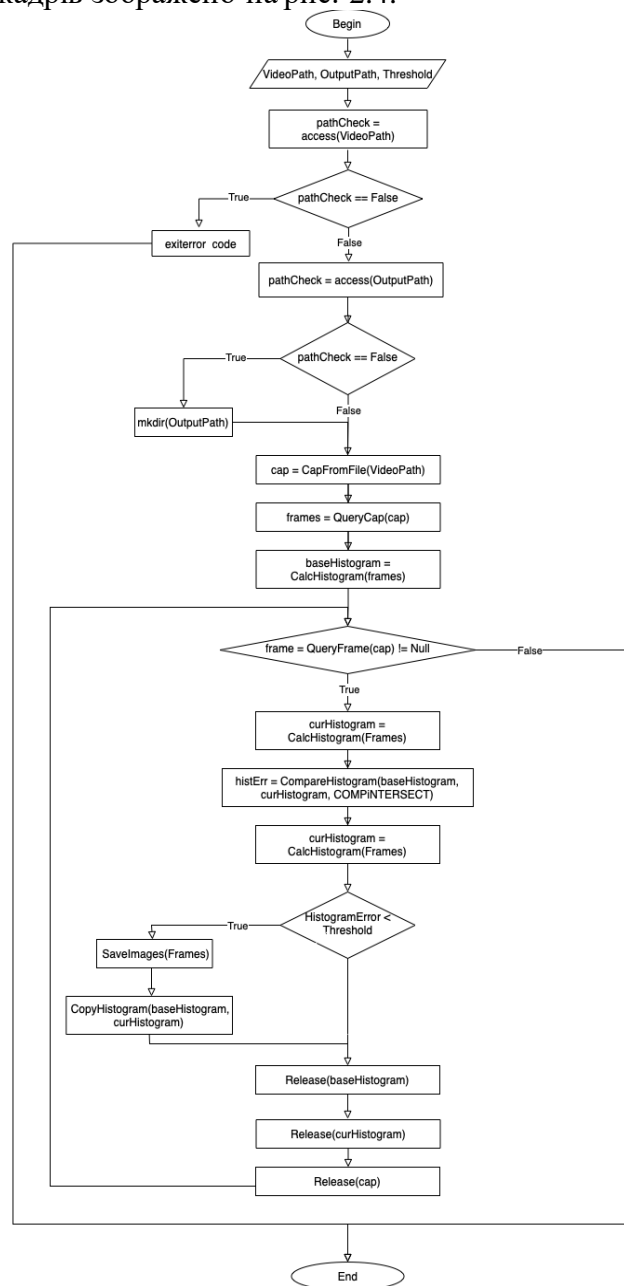 кадрів зображено на рис. 2.4.
Begin
VideoPath, OutputPath, Threshold
pathCheck =
access(VideoPath)
pathCheck == False
True
False
exiterror code
pathCheck = access(OutputPath)
pathCheck == False
True
False
mkdir(OutputPath)
cap = CapFromFile(VideoPath)
frames = QueryCap(cap)
baseHistogram =
CalcHistogram(frames)
frame = QueryFrame(cap) != Null
False
True
curHistogram =
CalcHistogram(Frames)
histErr = CompareHistogram(baseHistogram,
curHistogram, COMPiNTERSECT)
curHistogram =
CalcHistogram(Frames)
HistogramError <
Threshold
True
SaveImages(Frames)
CopyHistogram(baseHistogram,
curHistogram)
Release(baseHistogram)
Release(curHistogram)
Release(cap)
End